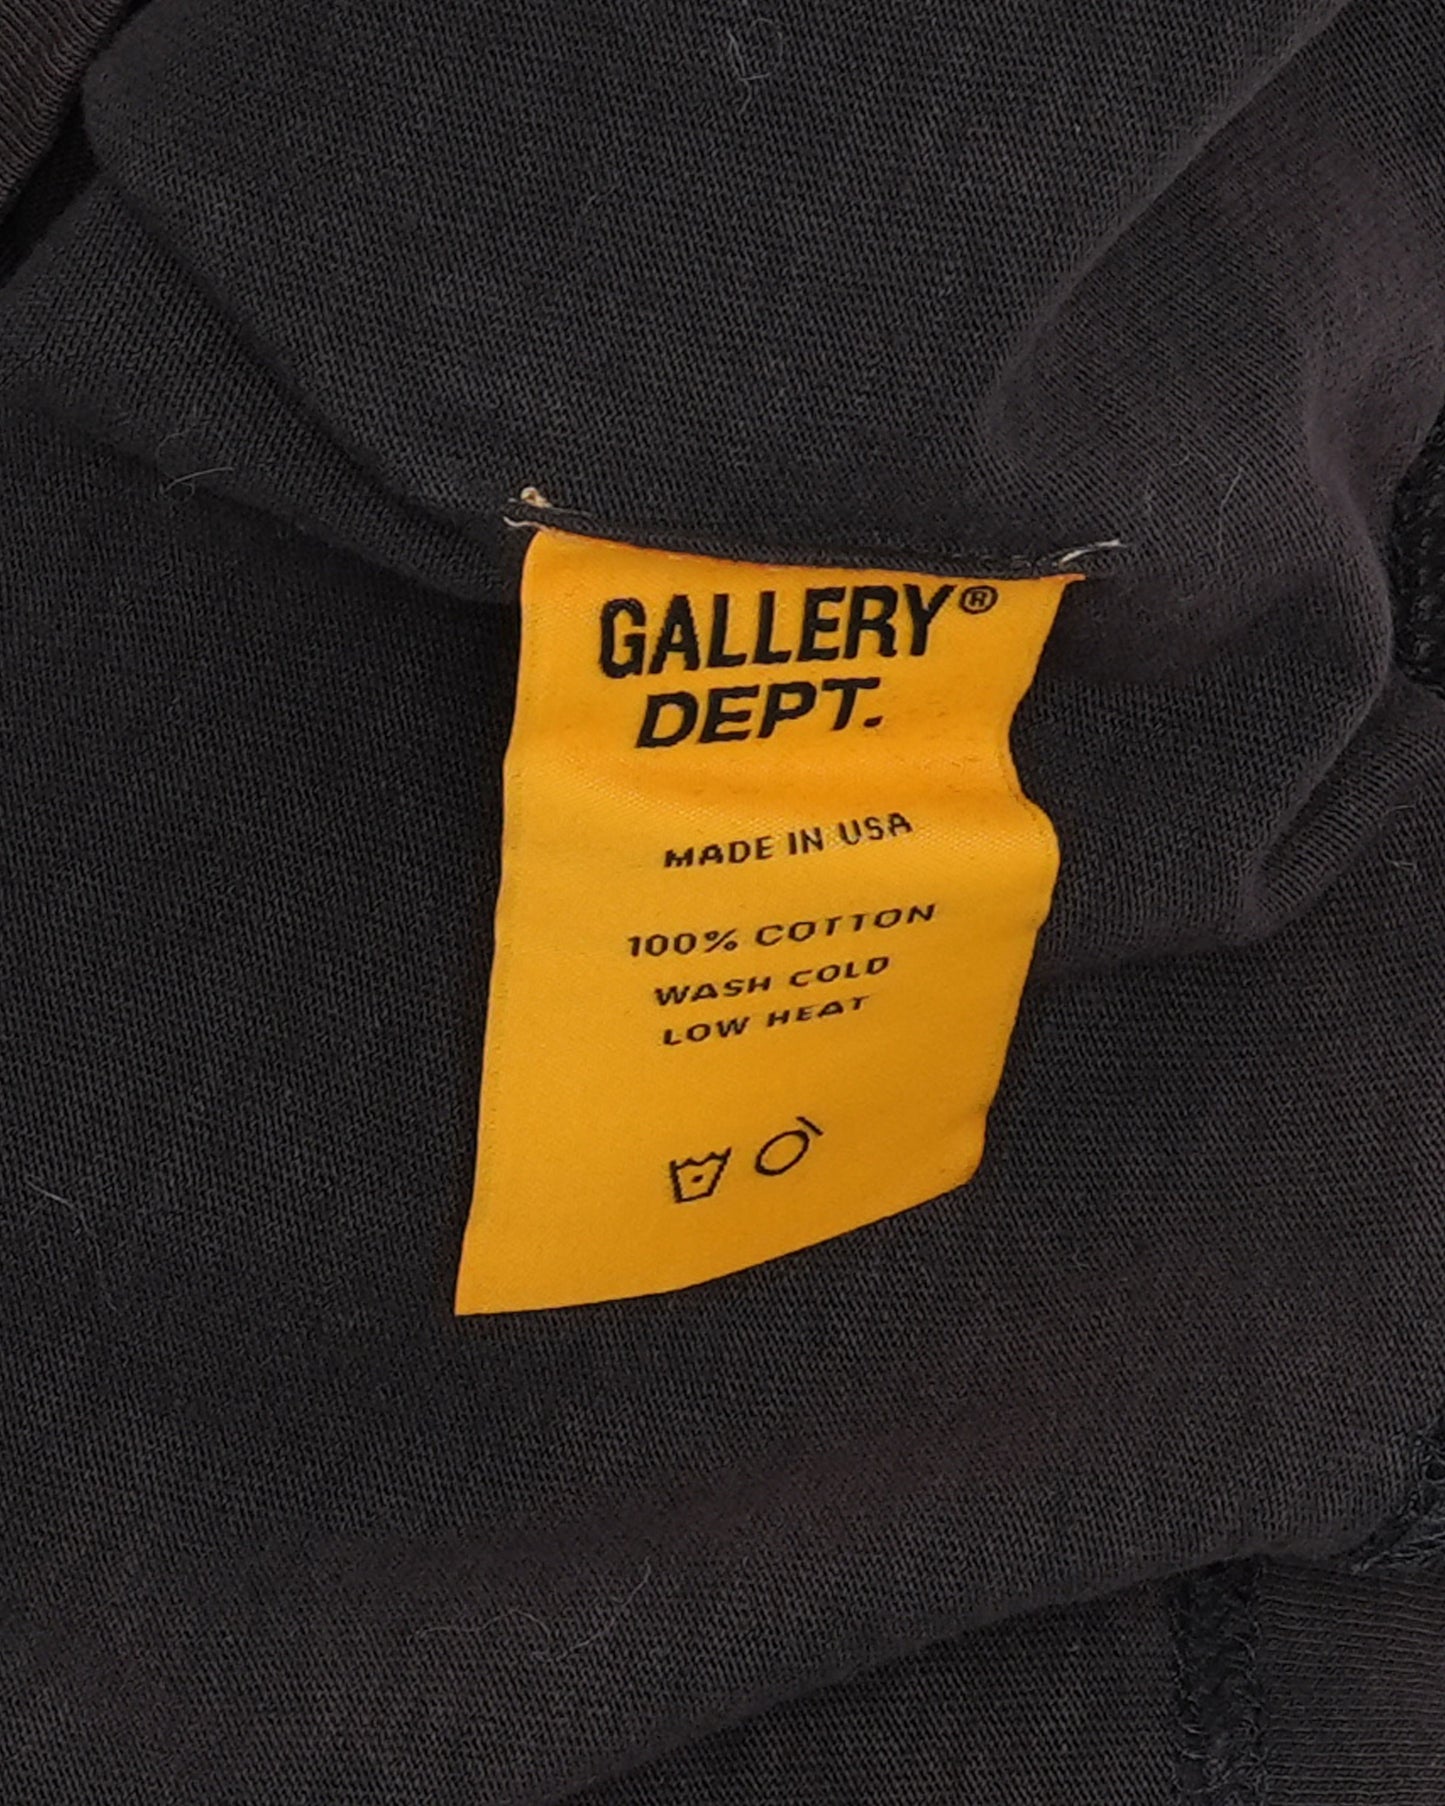 GALLERY®
DEPT.
MADE IN USA
100% COTTON
WASH COLD
LOW HEAT